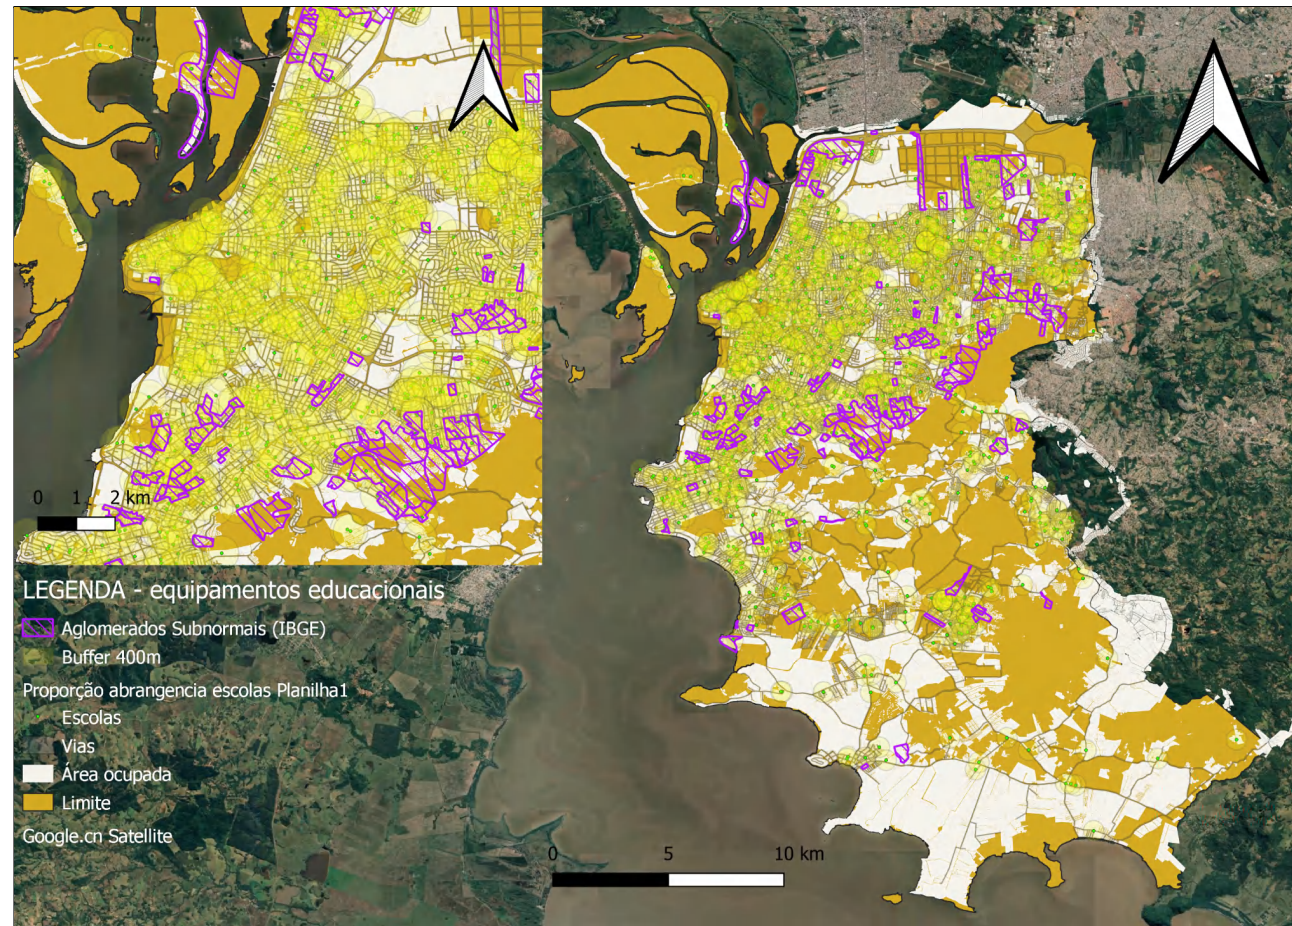 0 1 2 km
LEGENDA - equipamentos educacionais
Aglomerados Subnormais (IBGE)
Buffer 400m
Proporção abrangencia escolas Planilha1
Escolas
Vias
Área ocupada
Limite
Google.cn Satellite
0 5 10 km